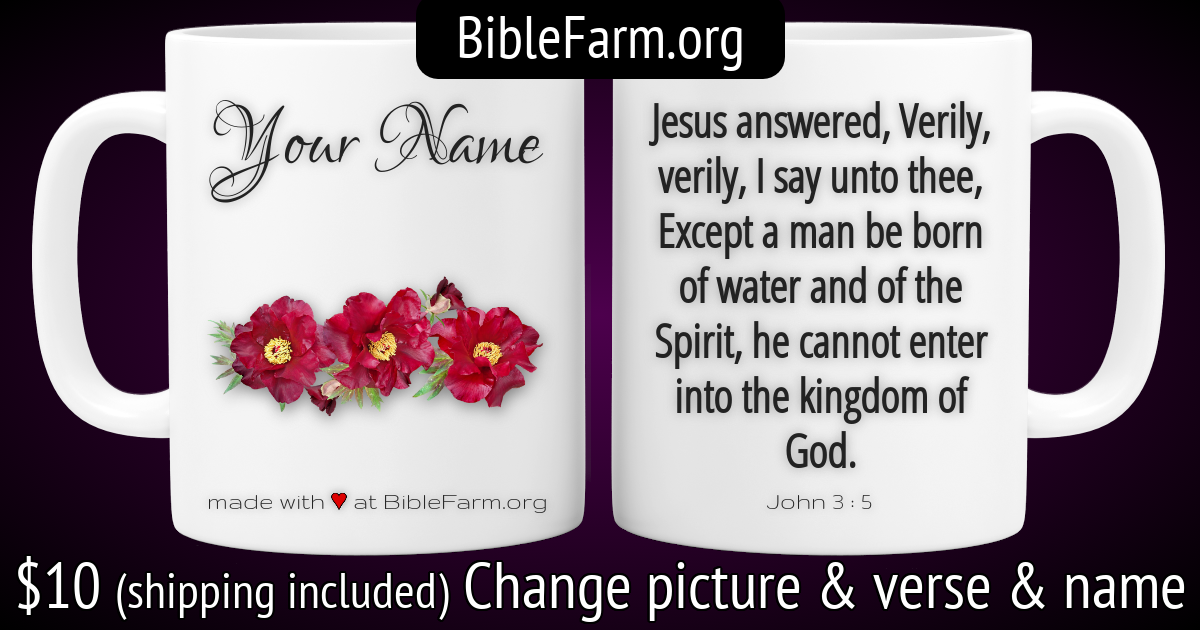 BibleFarm.org
Your Name
made with ♥ at BibleFarm.org
Jesus answered, Verily,
verily, I say unto thee,
Except a man be born
of water and of the
Spirit, he cannot enter
into the kingdom of
God.
John 3 : 5
$10 (shipping included) Change picture & verse & name